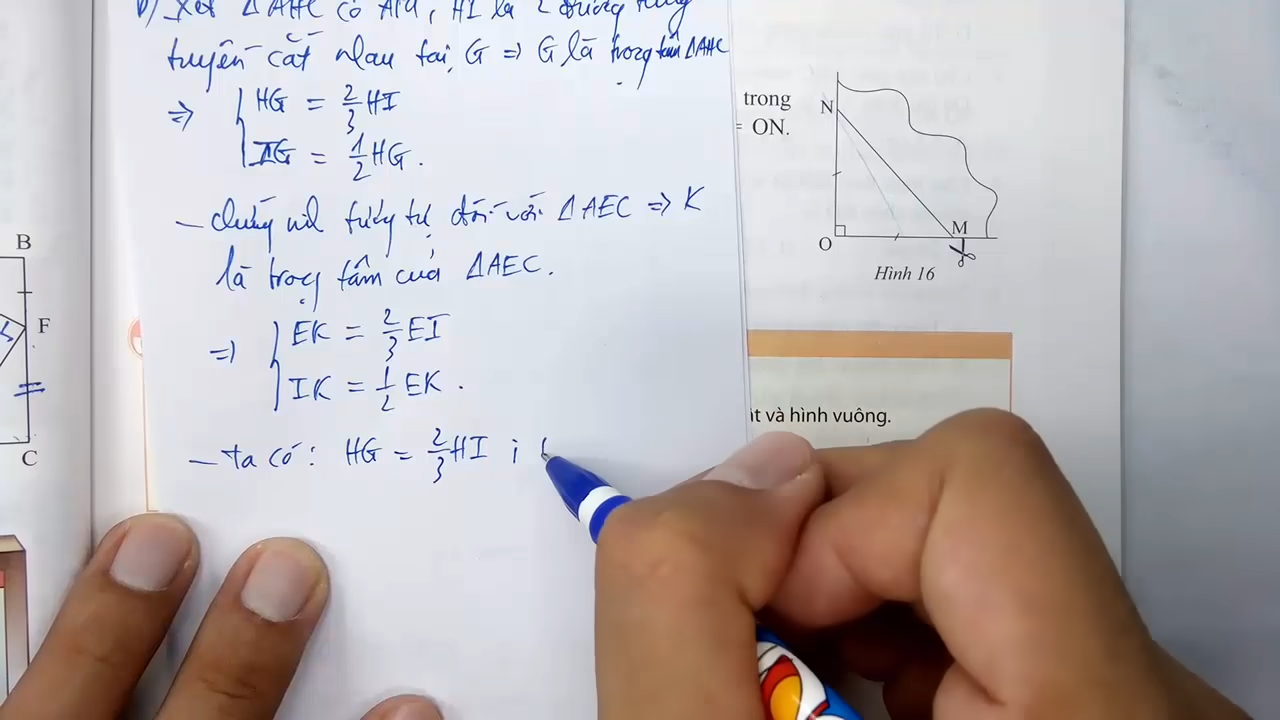 b) Xét ΔAHC có AM, HI là 2 đường trung
tuyến cắt nhau tại G => G là trọng tâm ΔAHC
=> HG = 2/3 HI
IG = 1/2 HG.
- chứng minh tương tự đối với ΔAEC => K
là trọng tâm của ΔAEC.
=> EK = 2/3 EI
IK = 1/2 EK.
- ta có: HG = 2/3 HI ;
B
F
C
trong
= ON.
N
O
M
Hình 16
và hình vuông.